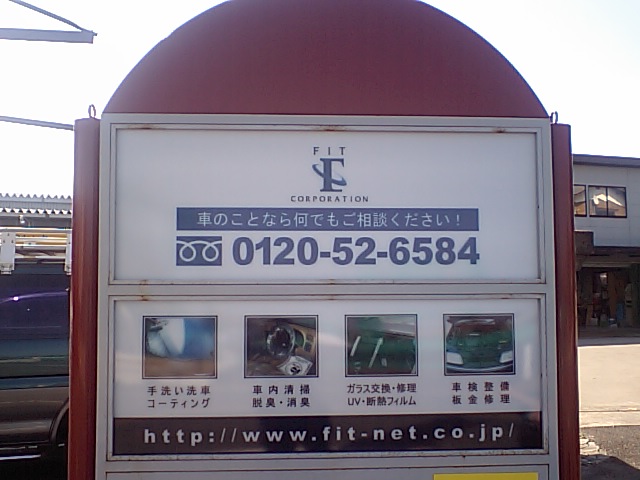 FIT
F
CORPORATION
車のことなら何でもご相談ください！
0120-52-6584
手洗い洗車
コーティング
車内清掃
脱臭・消臭
ガラス交換・修理
UV・断熱フィルム
車検整備
板金修理
http://www.fit-net.co.jp/